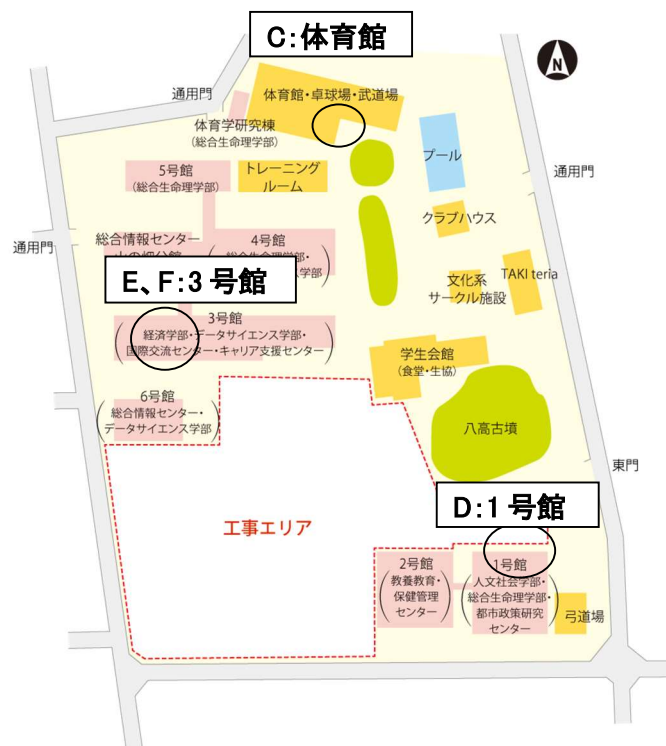 C:体育館
N
通用門
体育館・卓球場・武道場
体育学研究棟
(総合生命理学部)
プール
5号館
(総合生命理学部)
トレーニング
ルーム
通用門
クラブハウス
通用門
総合情報センター
4号館
文化系
サークル施設
TAKI teria
E、F:3 号館
3号館
経済学部・データサイエンス学部・
国際交流センター・キャリア支援センター
学生会館
(食堂・生協)
6号館
総合情報センター・
データサイエンス学部
八高古墳
東門
D:1 号館
工事エリア
2号館
教養教育・
保健管理
センター
1号館
人文社会学部・
総合生命理学部・
都市政策研究
センター
弓道場